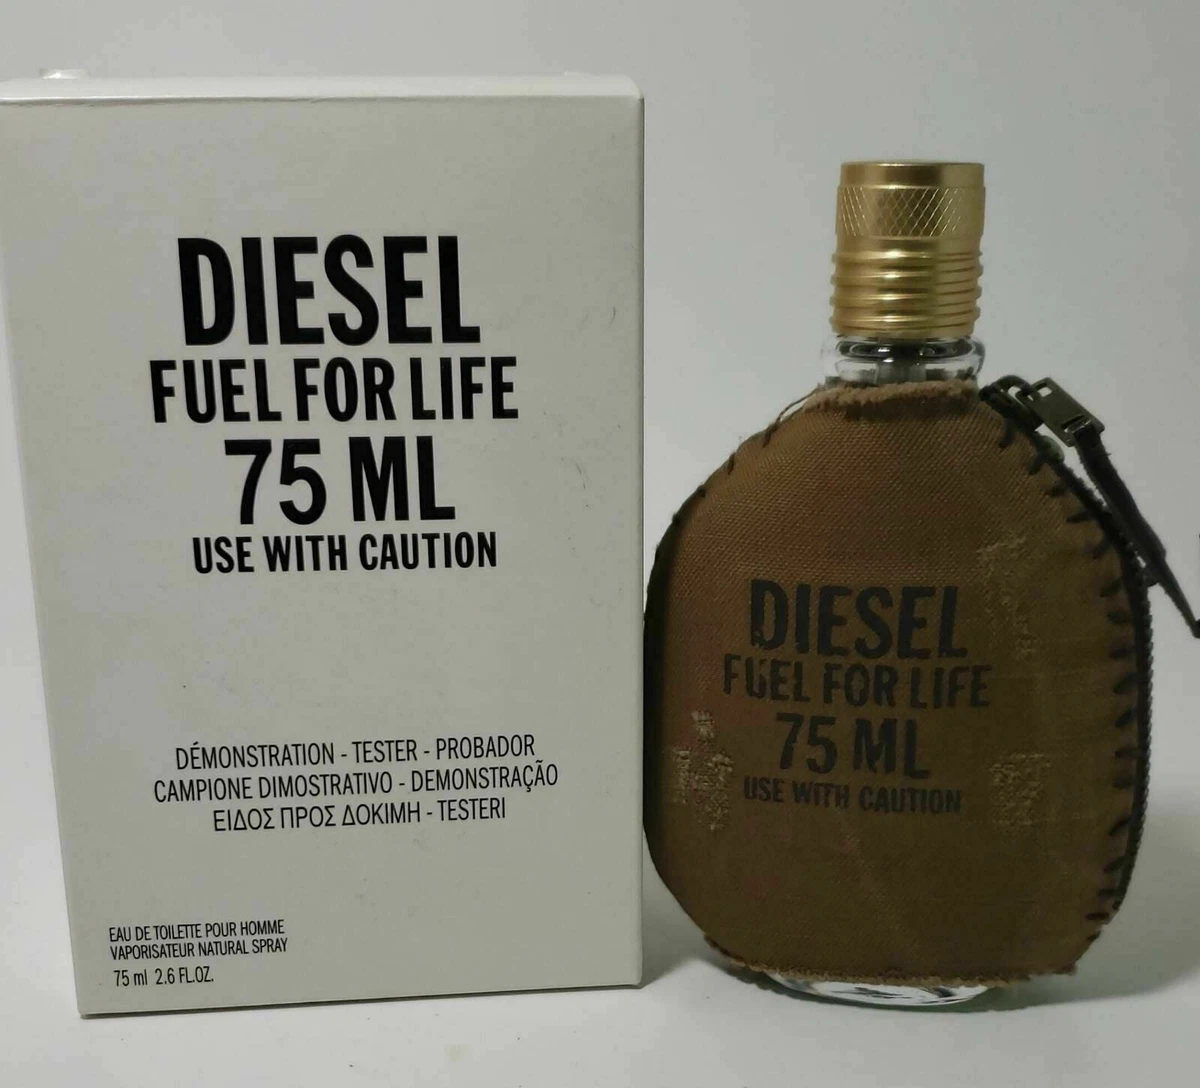 DIESEL
FUEL FOR LIFE
75 ML
USE WITH CAUTION
DÉMONSTRATION - TESTER - PROBADOR
CAMPIONE DIMOSTRATIVO - DEMONSTRAÇÃO
ΕΙΔΟΣ ΠΡΟΣ ΔΟΚΙΜΗ - TESTERI
EAU DE TOILETTE POUR HOMME
VAPORISATEUR NATURAL SPRAY
75 ml 2.6 FL.OZ.
DIESEL
FUEL FOR LIFE
75 ML
USE WITH CAUTION